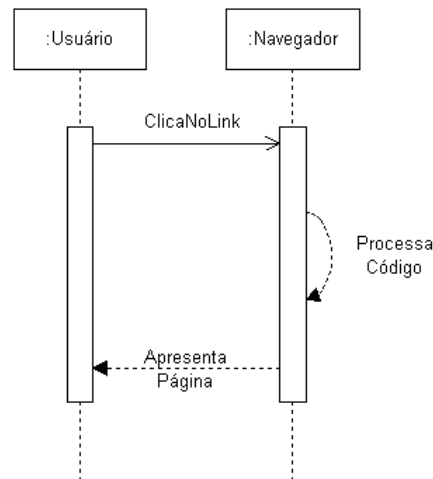 :Usuário
:Navegador
ClicaNoLink
Processa
Código
Apresenta
Página